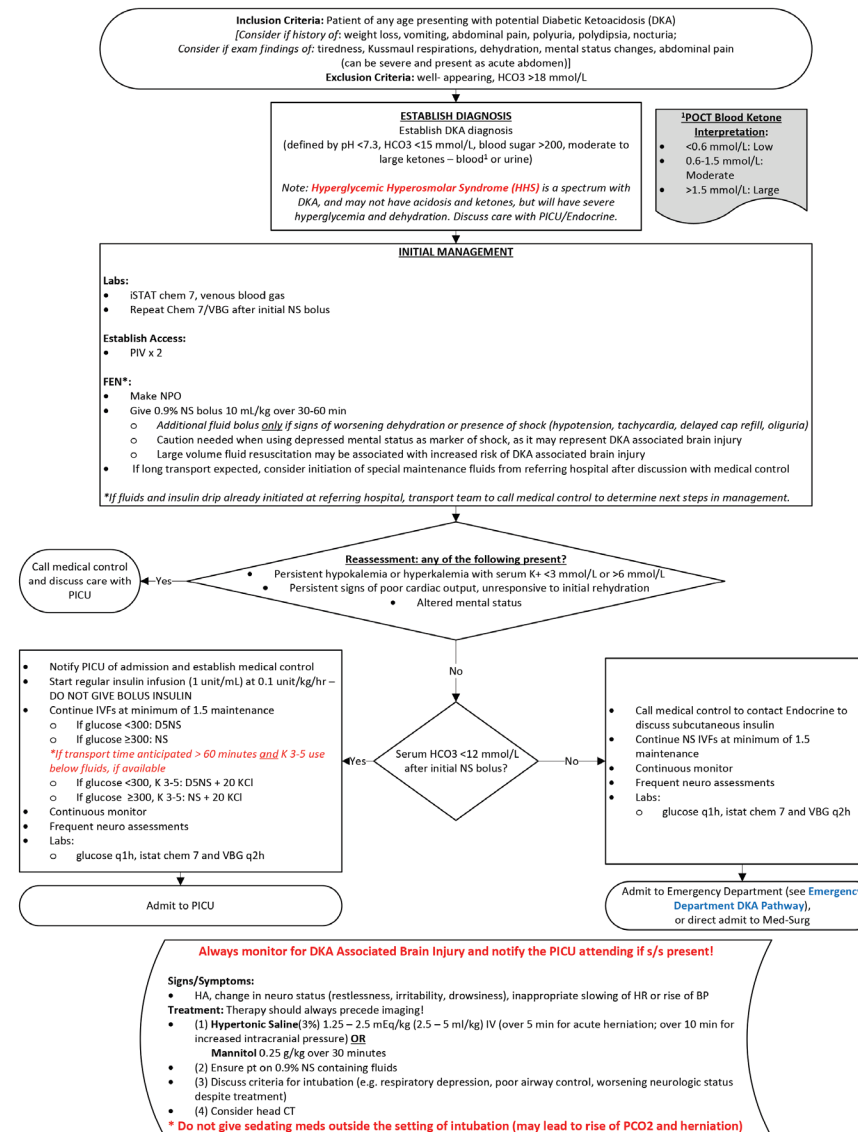 Inclusion Criteria: Patient of any age presenting with potential Diabetic Ketoacidosis (DKA)
[Consider if history of: weight loss, vomiting, abdominal pain, polyuria, polydipsia, nocturia;
Consider if exam findings of: tiredness, Kussmaul respirations, dehydration, mental status changes, abdominal pain
(can be severe and present as acute abdomen)]
Exclusion Criteria: well- appearing, HCO3 >18 mmol/L
ESTABLISH DIAGNOSIS
Establish DKA diagnosis
(defined by pH <7.3, HCO3 <15 mmol/L, blood sugar >200, moderate to
large ketones – blood¹ or urine)
Note: Hyperglycemic Hyperosmolar Syndrome (HHS) is a spectrum with
DKA, and may not have acidosis and ketones, but will have severe
hyperglycemia and dehydration. Discuss care with PICU/Endocrine.
¹POCT Blood Ketone
Interpretation:
• <0.6 mmol/L: Low
• 0.6-1.5 mmol/L:
Moderate
• >1.5 mmol/L: Large
INITIAL MANAGEMENT
Labs:
• iSTAT chem 7, venous blood gas
• Repeat Chem 7/VBG after initial NS bolus
Establish Access:
• PIV x 2
FEN*:
• Make NPO
• Give 0.9% NS bolus 10 mL/kg over 30-60 min
o Additional fluid bolus only if signs of worsening dehydration or presence of shock (hypotension, tachycardia, delayed cap refill, oliguria)
o Caution needed when using depressed mental status as marker of shock, as it may represent DKA associated brain injury
o Large volume fluid resuscitation may be associated with increased risk of DKA associated brain injury
• If long transport expected, consider initiation of special maintenance fluids from referring hospital after discussion with medical control
*If fluids and insulin drip already initiated at referring hospital, transport team to call medical control to determine next steps in management.
Reassessment: any of the following present?
• Persistent hypokalemia or hyperkalemia with serum K+ <3 mmol/L or >6 mmol/L
• Persistent signs of poor cardiac output, unresponsive to initial rehydration
• Altered mental status
Yes
Call medical control
and discuss care with
PICU
No
Serum HCO3 <12 mmol/L
after initial NS bolus?
Yes
No
• Notify PICU of admission and establish medical control
• Start regular insulin infusion (1 unit/mL) at 0.1 unit/kg/hr –
DO NOT GIVE BOLUS INSULIN
• Continue IVFs at minimum of 1.5 maintenance
o If glucose <300: D5NS
o If glucose ≥300: NS
*If transport time anticipated > 60 minutes and K 3-5 use
below fluids, if available
o If glucose <300, K 3-5: D5NS + 20 KCl
o If glucose ≥300, K 3-5: NS + 20 KCl
• Continuous monitor
• Frequent neuro assessments
• Labs:
o glucose q1h, istat chem 7 and VBG q2h
Admit to PICU
• Call medical control to contact Endocrine to
discuss subcutaneous insulin
• Continue NS IVFs at minimum of 1.5
maintenance
• Continuous monitor
• Frequent neuro assessments
• Labs:
o glucose q1h, istat chem 7 and VBG q2h
Admit to Emergency Department (see Emergency
Department DKA Pathway),
or direct admit to Med-Surg
Always monitor for DKA Associated Brain Injury and notify the PICU attending if s/s present!
Signs/Symptoms:
• HA, change in neuro status (restlessness, irritability, drowsiness), inappropriate slowing of HR or rise of BP
Treatment: Therapy should always precede imaging!
• (1) Hypertonic Saline(3%) 1.25 – 2.5 mEq/kg (2.5 – 5 ml/kg) IV (over 5 min for acute herniation; over 10 min for
increased intracranial pressure) OR
Mannitol 0.25 g/kg over 30 minutes
• (2) Ensure pt on 0.9% NS containing fluids
• (3) Discuss criteria for intubation (e.g. respiratory depression, poor airway control, worsening neurologic status
despite treatment)
• (4) Consider head CT
* Do not give sedating meds outside the setting of intubation (may lead to rise of PCO2 and herniation)